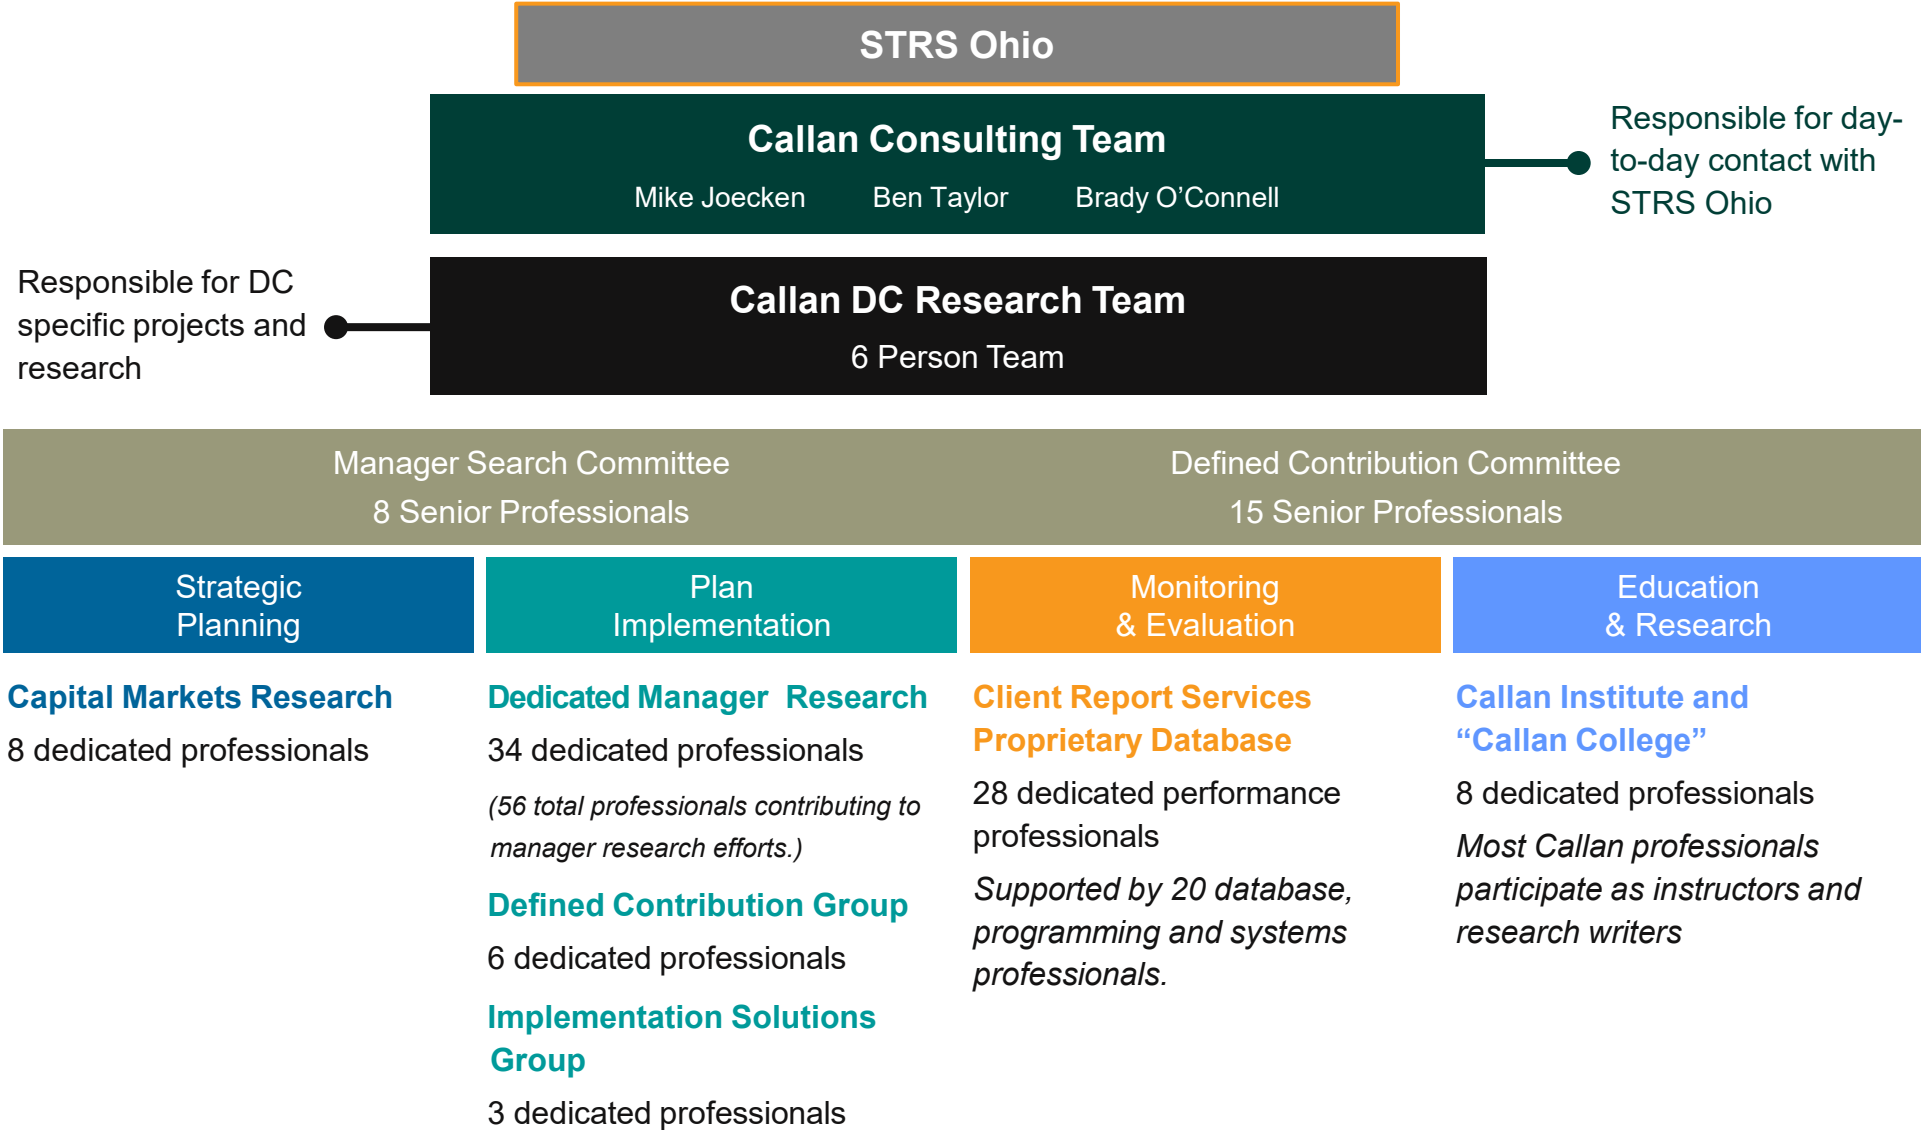 STRS Ohio
Callan Consulting Team
Mike Joecken Ben Taylor Brady O’Connell
Responsible for day-
to-day contact with
STRS Ohio
Responsible for DC
specific projects and
research
Callan DC Research Team
6 Person Team
Manager Search Committee
8 Senior Professionals
Defined Contribution Committee
15 Senior Professionals
Strategic
Planning
Capital Markets Research
8 dedicated professionals
Plan
Implementation
Dedicated Manager Research
34 dedicated professionals
(56 total professionals contributing to
manager research efforts.)
Defined Contribution Group
6 dedicated professionals
Implementation Solutions
Group
3 dedicated professionals
Monitoring
& Evaluation
Client Report Services
Proprietary Database
28 dedicated performance
professionals
Supported by 20 database,
programming and systems
professionals.
Education
& Research
Callan Institute and
“Callan College”
8 dedicated professionals
Most Callan professionals
participate as instructors and
research writers